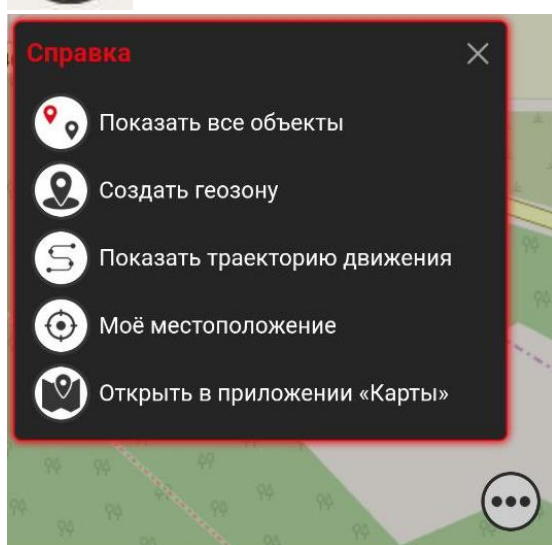 Справка
Показать все объекты
Создать геозону
Показать траекторию движения
Моё местоположение
Открыть в приложении «Карты»